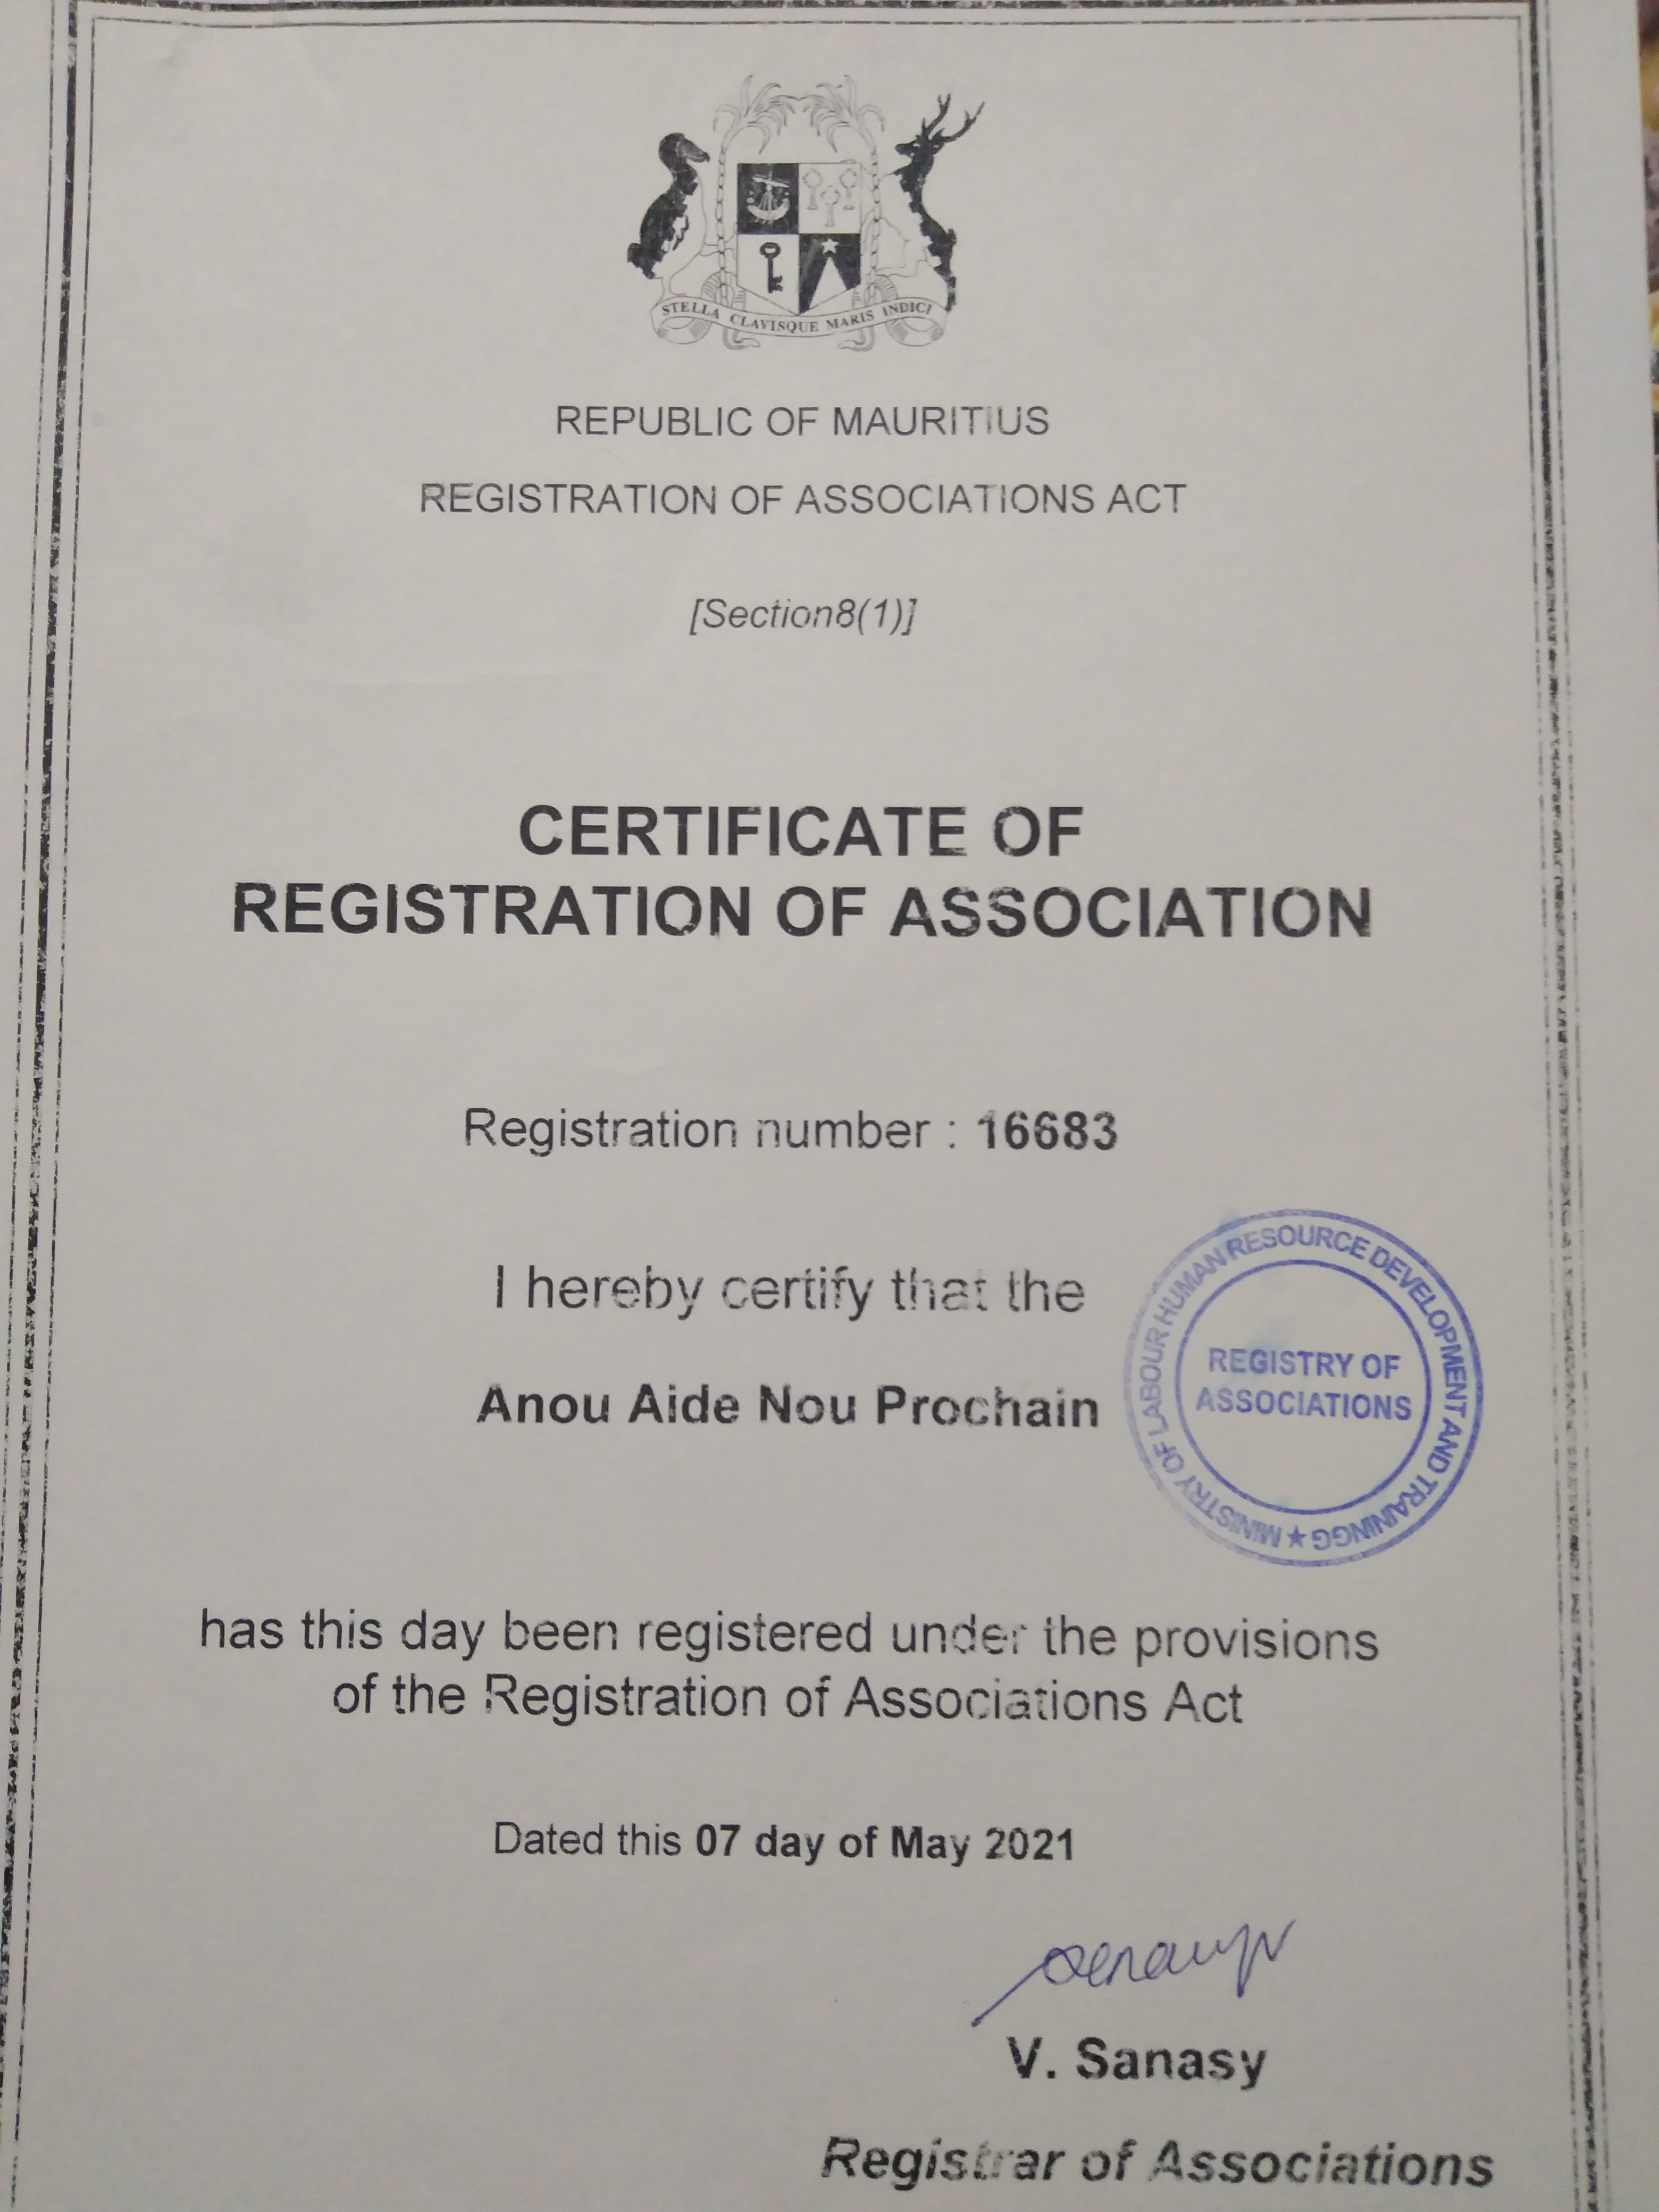 STELLA CLAVISQUE MARIS INDICI
REPUBLIC OF MAURITIUS
REGISTRATION OF ASSOCIATIONS ACT
[Section8(1)]
CERTIFICATE OF
REGISTRATION OF ASSOCIATION
Registration number : 16683
I hereby certify that the
Anou Aide Nou Prochain
MINISTRY OF LABOUR HUMAN RESOURCE DEVELOPMENT AND TRAININGG ★
REGISTRY OF
ASSOCIATIONS
has this day been registered under the provisions
of the Registration of Associations Act
Dated this 07 day of May 2021
V. Sanasy
Registrar of Associations